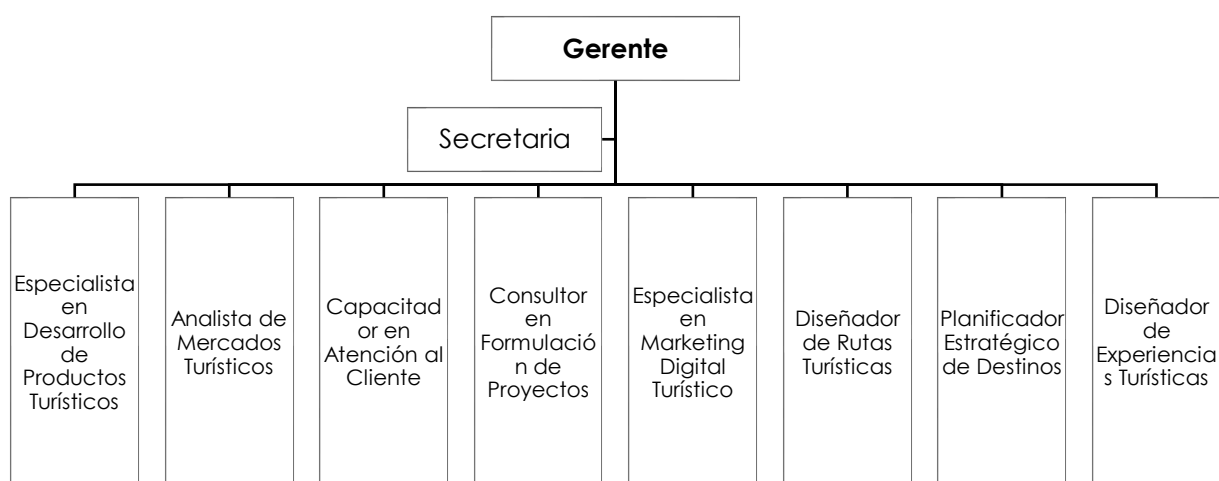 Gerente
Secretaria
Especialista
en
Desarrollo
de
Productos
Turísticos
Analista de
Mercados
Turísticos
Capacitad
or en
Atención al
Cliente
Consultor
en
Formulació
n de
Proyectos
Especialista
en
Marketing
Digital
Turístico
Diseñador
de Rutas
Turísticas
Planificador
Estratégico
de Destinos
Diseñador
de
Experiencia
s Turísticas